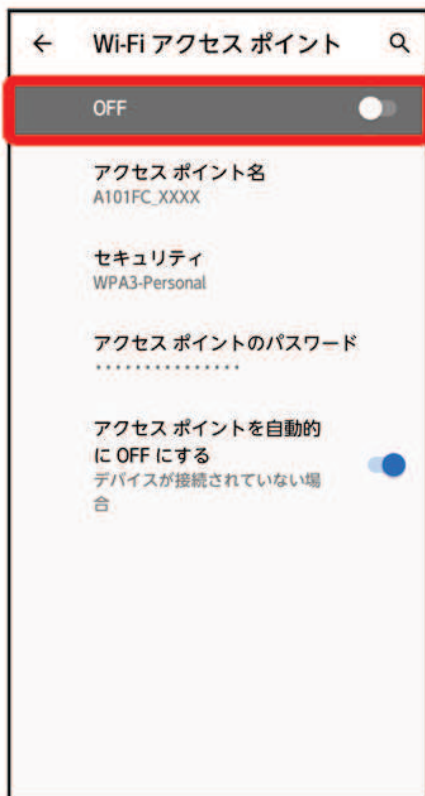 Wi-Fi アクセス ポイント
OFF
アクセス ポイント名
A101FC_XXXX
セキュリティ
WPA3-Personal
アクセス ポイントのパスワード
･･･････････････
アクセス ポイントを自動的
に OFF にする
デバイスが接続されていない場
合